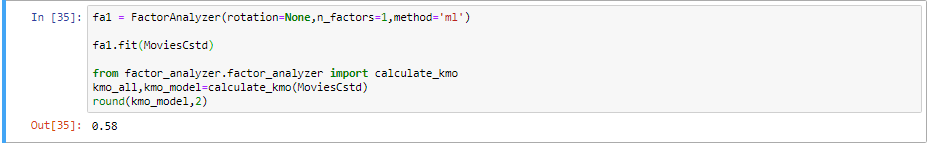 In [35]: fa1 = FactorAnalyzer(rotation=None,n_factors=1,method='ml')
fa1.fit(MoviesCstd)
from factor_analyzer.factor_analyzer import calculate_kmo
kmo_all,kmo_model=calculate_kmo(MoviesCstd)
round(kmo_model,2)
Out[35]: 0.58